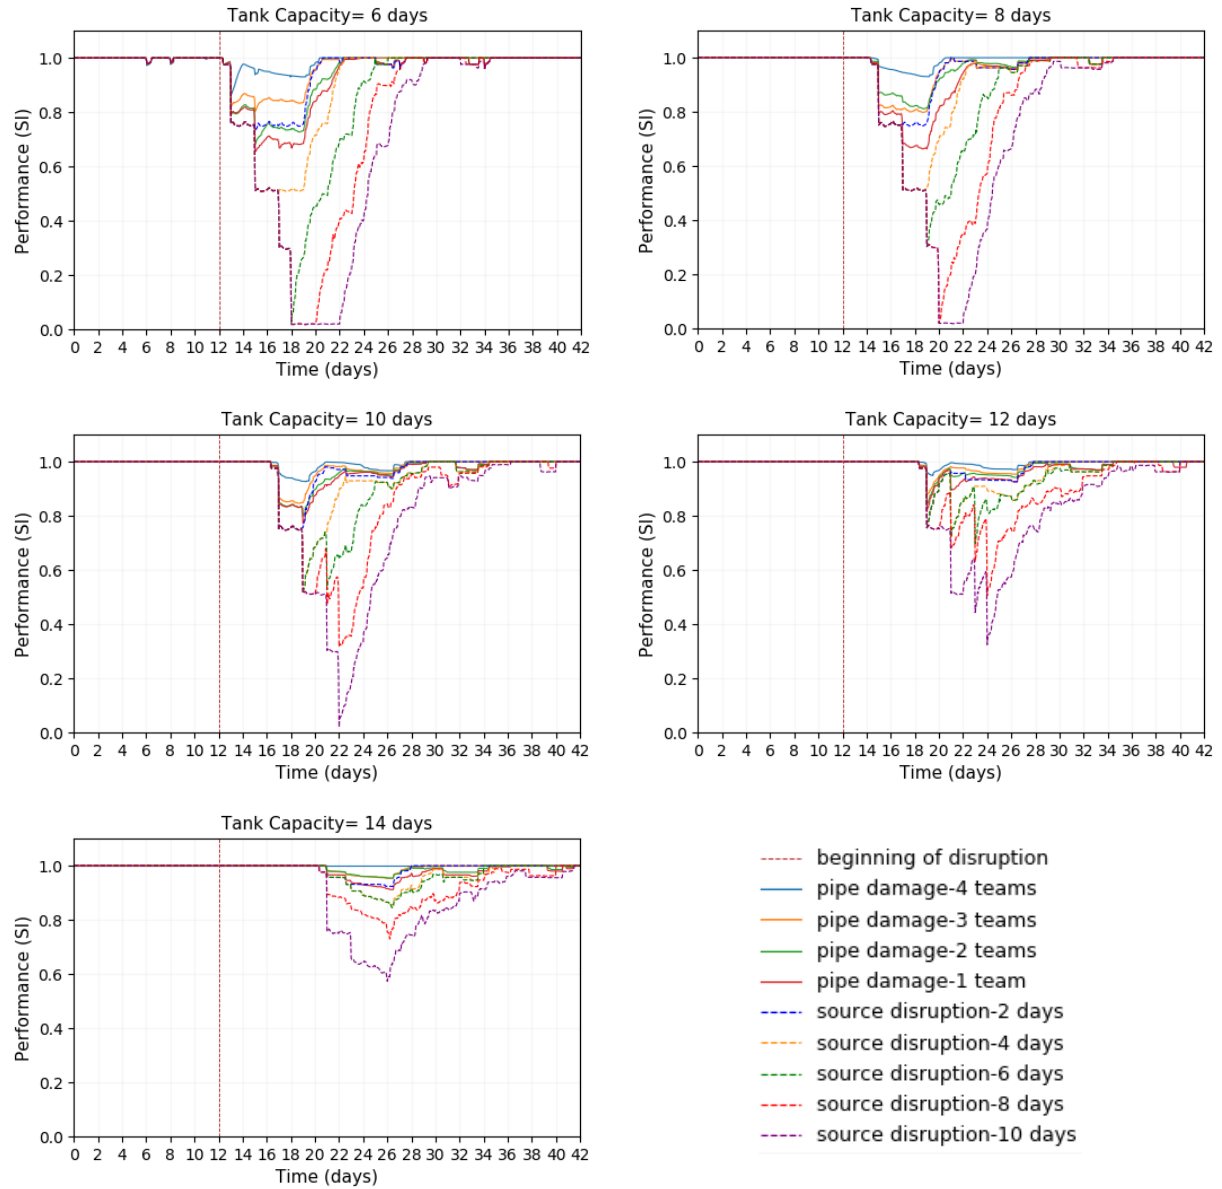 Tank Capacity= 6 days
Performance (SI)
1.0
0.8
0.6
0.4
0.2
0.0
0 2 4 6 8 10 12 14 16 18 20 22 24 26 28 30 32 34 36 38 40 42
Time (days)
Tank Capacity= 8 days
Performance (SI)
1.0
0.8
0.6
0.4
0.2
0.0
0 2 4 6 8 10 12 14 16 18 20 22 24 26 28 30 32 34 36 38 40 42
Time (days)
Tank Capacity= 10 days
Performance (SI)
1.0
0.8
0.6
0.4
0.2
0.0
0 2 4 6 8 10 12 14 16 18 20 22 24 26 28 30 32 34 36 38 40 42
Time (days)
Tank Capacity= 12 days
Performance (SI)
1.0
0.8
0.6
0.4
0.2
0.0
0 2 4 6 8 10 12 14 16 18 20 22 24 26 28 30 32 34 36 38 40 42
Time (days)
Tank Capacity= 14 days
Performance (SI)
1.0
0.8
0.6
0.4
0.2
0.0
0 2 4 6 8 10 12 14 16 18 20 22 24 26 28 30 32 34 36 38 40 42
Time (days)
beginning of disruption
pipe damage-4 teams
pipe damage-3 teams
pipe damage-2 teams
pipe damage-1 team
source disruption-2 days
source disruption-4 days
source disruption-6 days
source disruption-8 days
source disruption-10 days